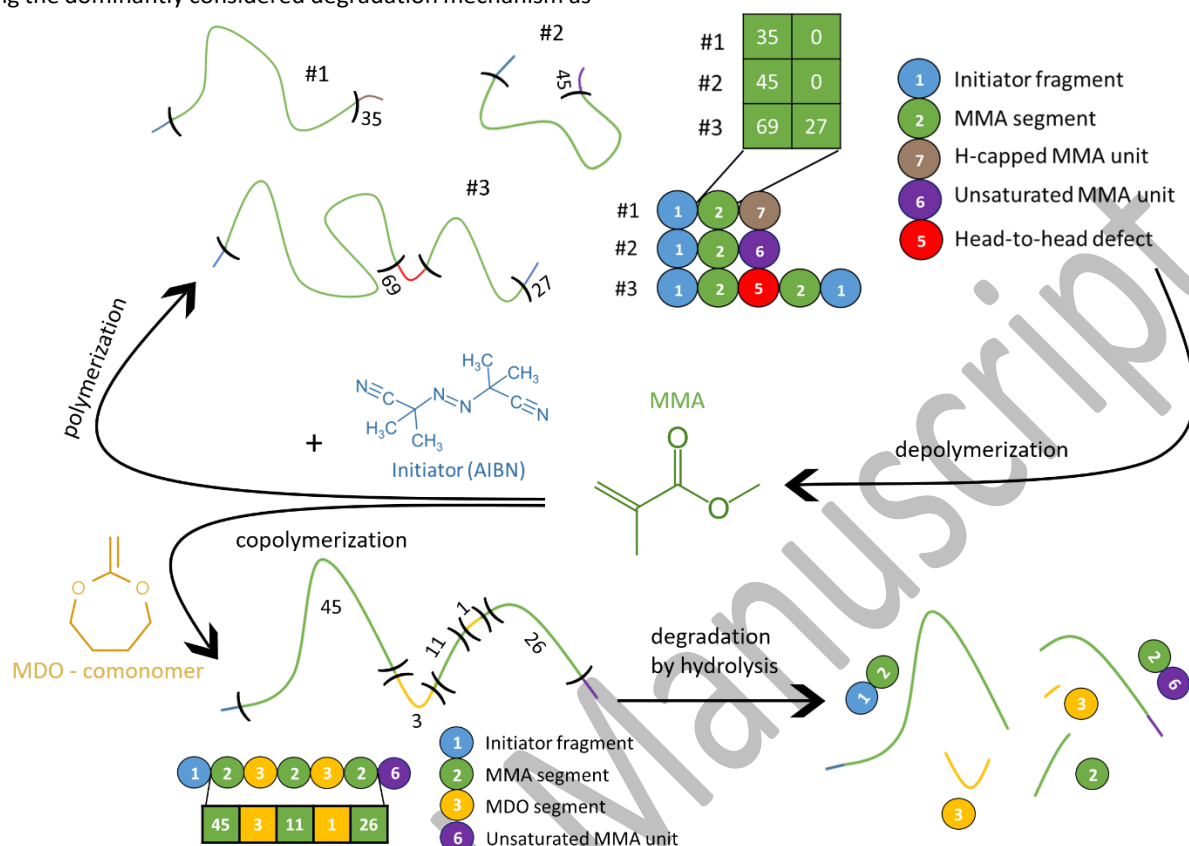 ng the dominantly considered degradation mechanism as
#1
35
#2
45
#3
69
27
#1 35 0
#2 45 0
#3 69 27
#1 1 2 7
#2 1 2 6
#3 1 2 5 2 1
1 Initiator fragment
2 MMA segment
7 H-capped MMA unit
6 Unsaturated MMA unit
5 Head-to-head defect
polymerization
+
N≡C
H₃C
CH₃
N=N
C≡N
H₃C
CH₃
Initiator (AIBN)
MMA
O
O
depolymerization
copolymerization
O
O
MDO - comonomer
45
3
11
1
26
degradation
by hydrolysis
1 2 3 2 3 2 6
45 3 11 1 26
1 Initiator fragment
2 MMA segment
3 MDO segment
6 Unsaturated MMA unit
1 2
3
2
3
2 6
Manuscript